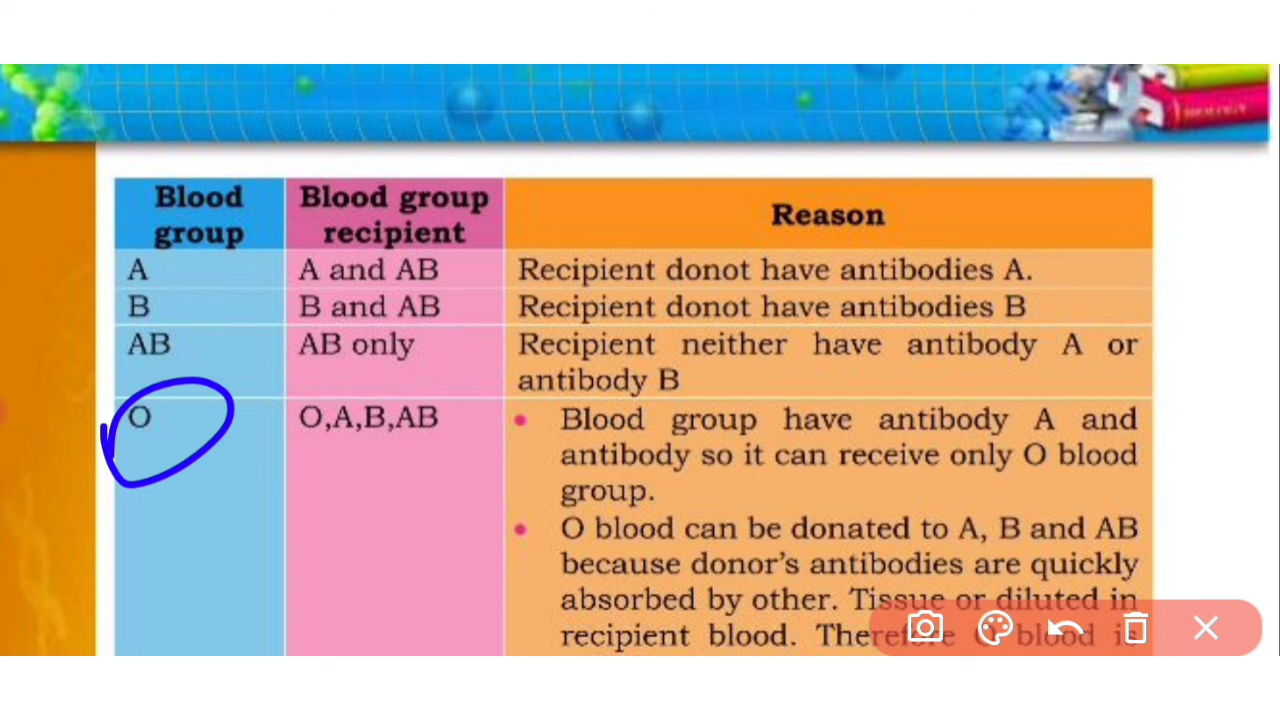 Blood group
Blood group recipient
Reason
A
A and AB
Recipient donot have antibodies A.
B
B and AB
Recipient donot have antibodies B
AB
AB only
Recipient neither have antibody A or
antibody B
O
O,A,B,AB
• Blood group have antibody A and
antibody so it can receive only O blood
group.
• O blood can be donated to A, B and AB
because donor's antibodies are quickly
absorbed by other. Tissue or diluted in
recipient blood. Therefore O blood is